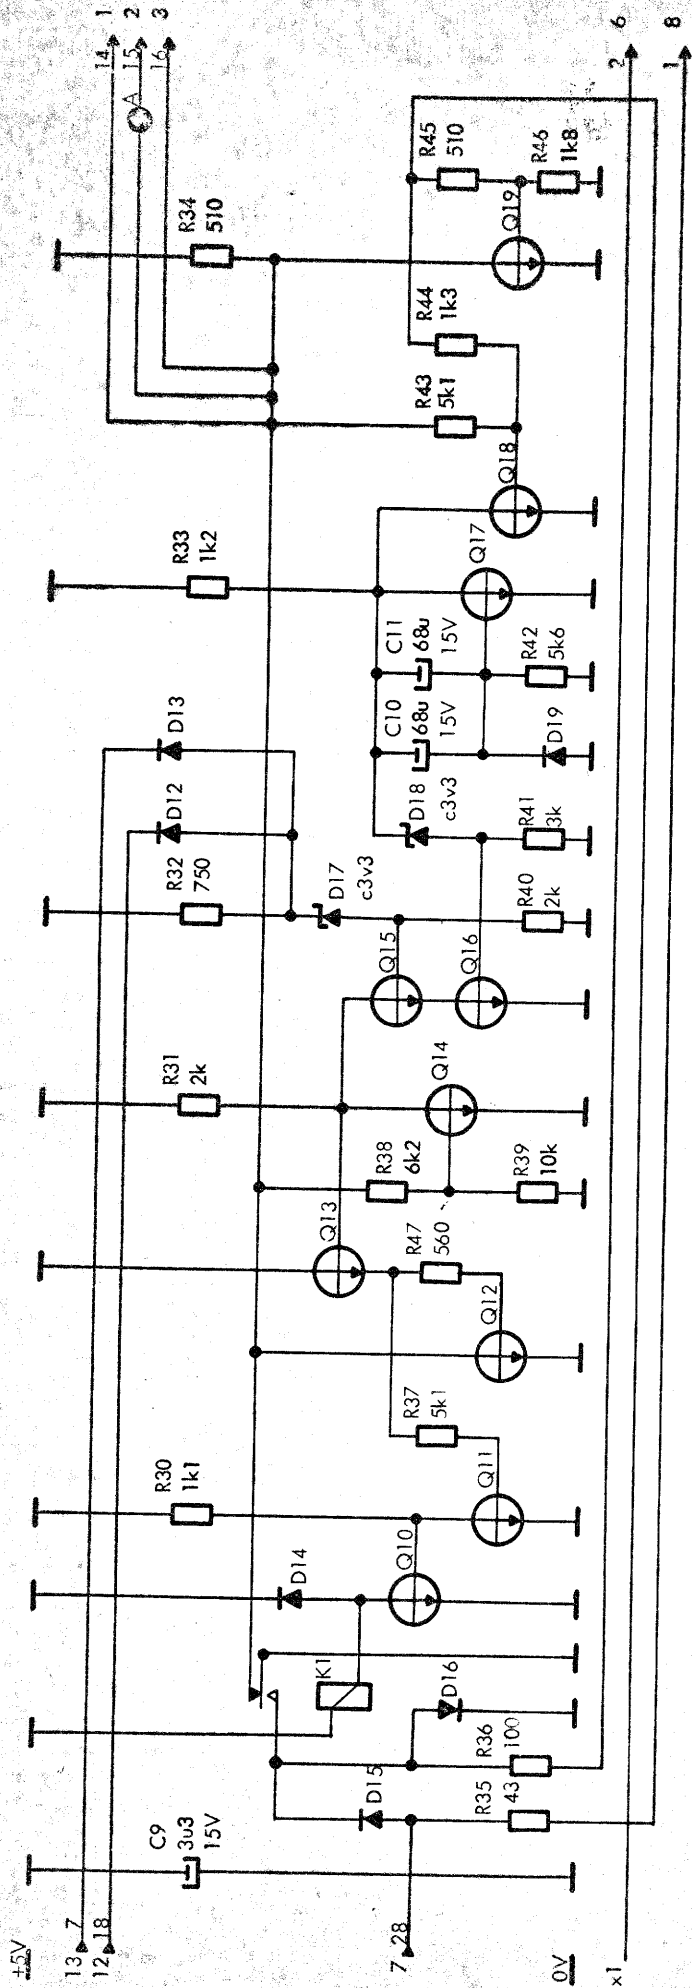 +5V
13 7
12 18
7 28
0V
x1
C9
3u3
15V
D15
R35
43
R36
100
D16
K1
D14
Q10
R30
1k1
Q11
R37
5k1
Q12
R47
560
Q13
R38
6k2
R39
10k
Q14
R31
2k
Q15
Q16
R32
750
D12
D13
D17
c3v3
R40
2k
R41
3k
D18
c3v3
D19
C10
68u
15V
C11
68u
15V
R42
5k6
Q17
R33
1k2
Q18
R43
5k1
R44
1k3
R34
510
Q19
R45
510
R46
1k8
A
14 1
15 2
16 3
2 6
1 8